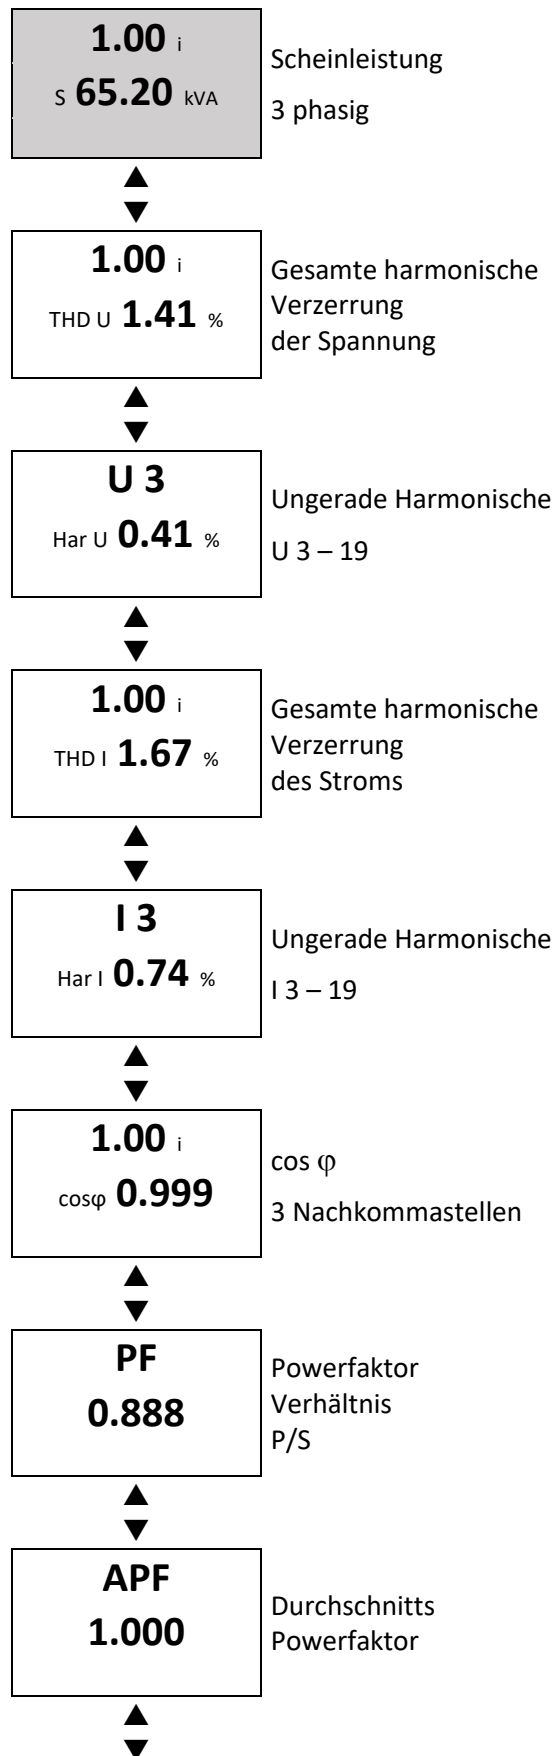 1.00 i
S 65.20 kVA
Scheinleistung
3 phasig
▲
▼
1.00 i
THD U 1.41 %
Gesamte harmonische
Verzerrung
der Spannung
▲
▼
U 3
Har U 0.41 %
Ungerade Harmonische
U 3 – 19
▲
▼
1.00 i
THD I 1.67 %
Gesamte harmonische
Verzerrung
des Stroms
▲
▼
I 3
Har I 0.74 %
Ungerade Harmonische
I 3 – 19
▲
▼
1.00 i
cosφ 0.999
cos φ
3 Nachkommastellen
▲
▼
PF
0.888
Powerfaktor
Verhältnis
P/S
▲
▼
APF
1.000
Durchschnitts
Powerfaktor
▲
▼